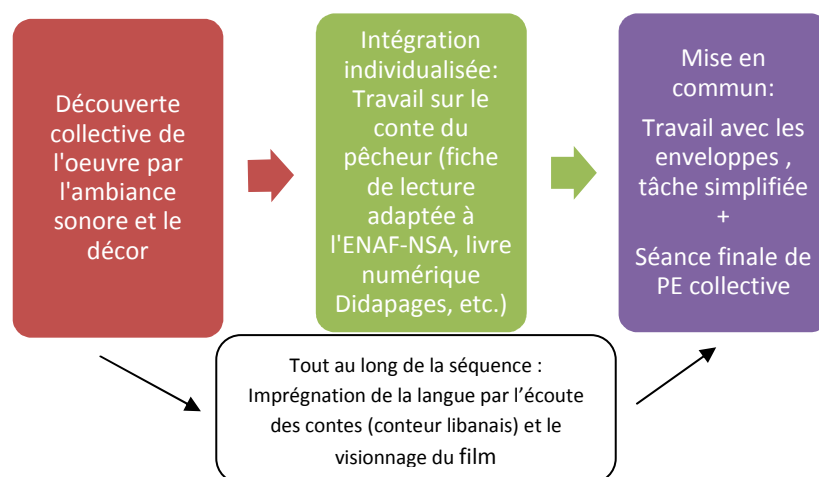 Découverte
collective de
l'oeuvre par
l'ambiance
sonore et le
décor
Intégration
individualisée:
Travail sur le
conte du
pêcheur (fiche
de lecture
adaptée à
l'ENAF-NSA, livre
numérique
Didapages, etc.)
Mise en
commun:
Travail avec les
enveloppes ,
tâche simplifiée
+
Séance finale de
PE collective
Tout au long de la séquence :
Imprégnation de la langue par l'écoute
des contes (conteur libanais) et le
visionnage du film